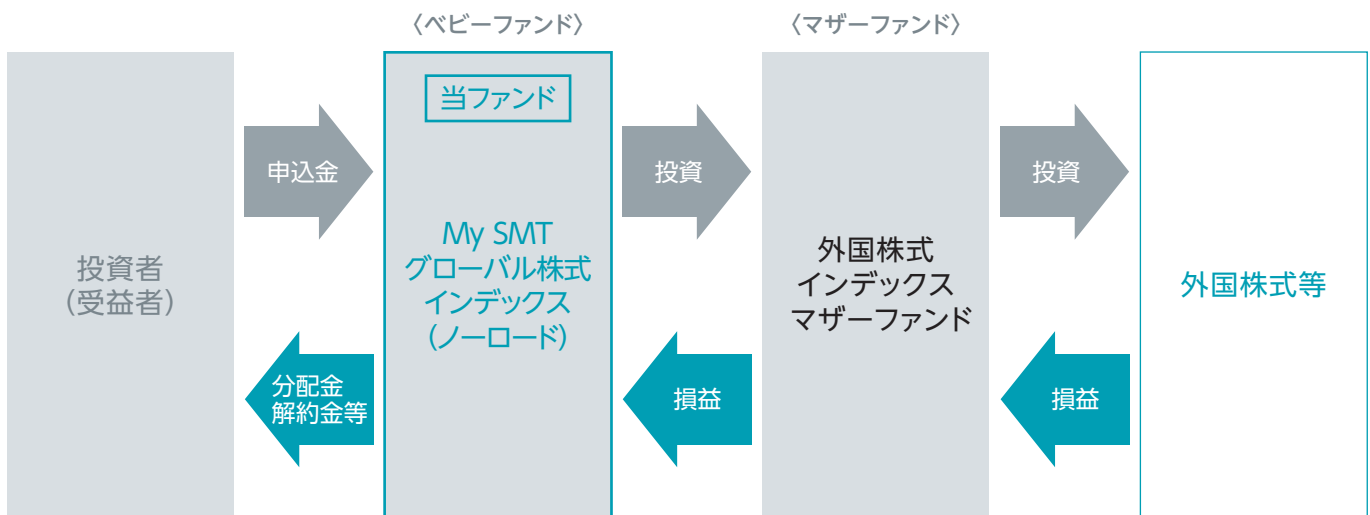 〈ベビーファンド〉
〈マザーファンド〉
投資者
(受益者)
申込金
分配金
解約金等
当ファンド
My SMT
グローバル株式
インデックス
(ノーロード)
投資
損益
外国株式
インデックス
マザーファンド
投資
損益
外国株式等